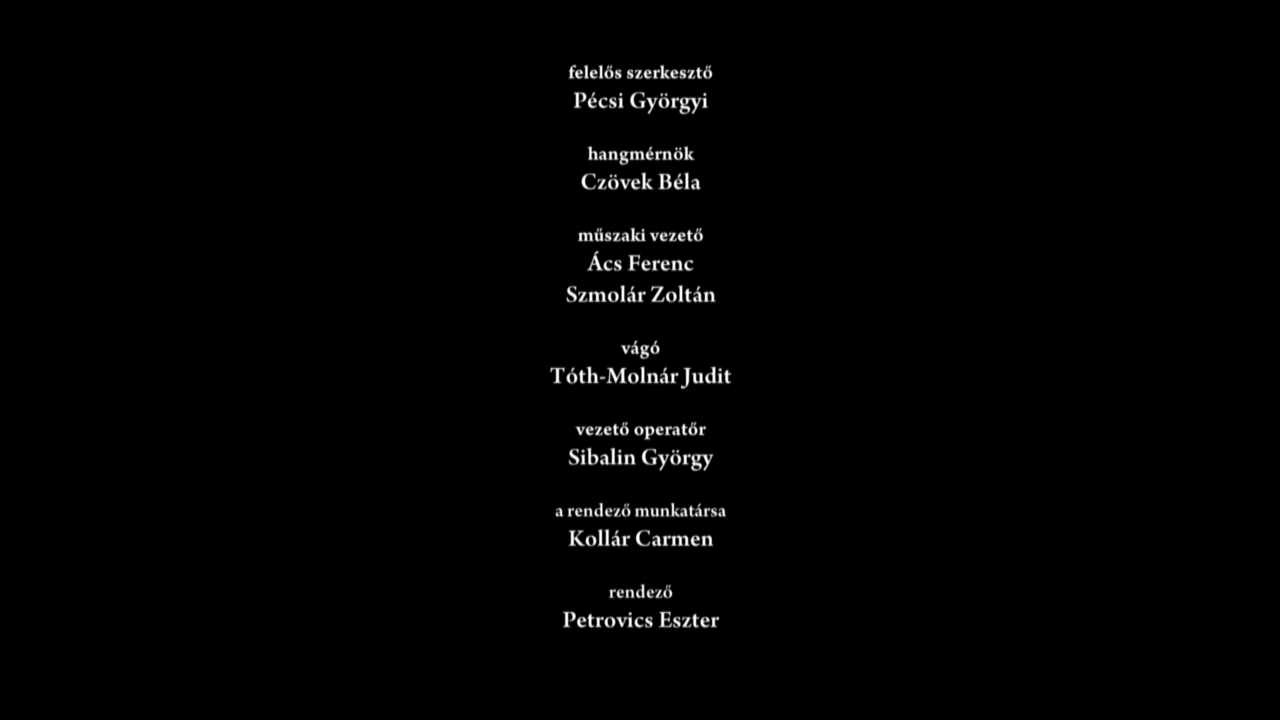 felelős szerkesztő
Pécsi Györgyi
hangmérnök
Czövek Béla
műszaki vezető
Ács Ferenc
Szmolár Zoltán
vágó
Tóth-Molnár Judit
vezető operatőr
Sibalin György
a rendező munkatársa
Kollár Carmen
rendező
Petrovics Eszter